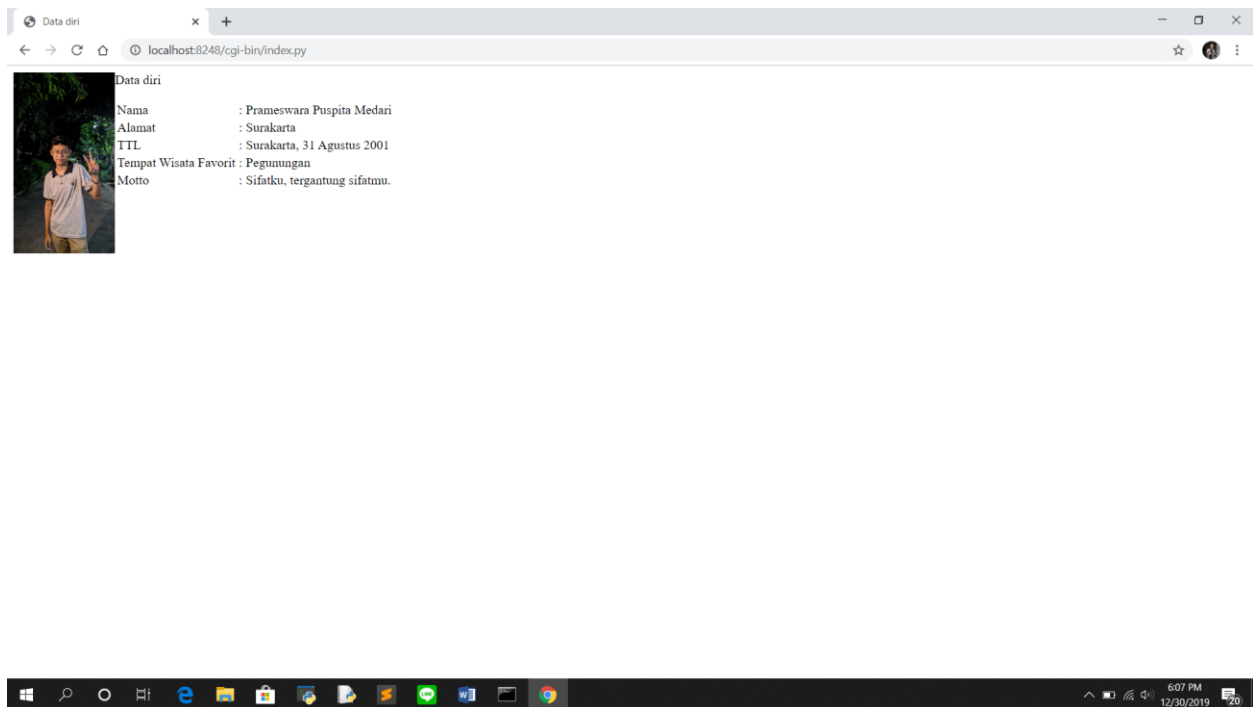 Data diri
localhost:8248/cgi-bin/index.py
Data diri
Nama : Prameswara Puspita Medari
Alamat : Surakarta
TTL : Surakarta, 31 Agustus 2001
Tempat Wisata Favorit : Pegunungan
Motto : Sifatku, tergantung sifatmu.
6:07 PM
12/30/2019
20